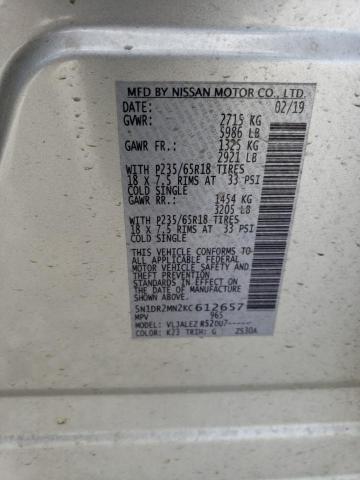 MFD BY NISSAN MOTOR CO., LTD.
DATE: 02/19
GVWR: 2715 KG
5986 LB
GAWR FR: 1325 KG
2921 LB
WITH P235/65R18 TIRES
18 X 7.5 RIMS AT 33 PSI
COLD SINGLE
GAWR RR: 1454 KG
3205 LB
WITH P235/65R18 TIRES
18 X 7.5 RIMS AT 33 PSI
COLD SINGLE
THIS VEHICLE CONFORMS TO
ALL APPLICABLE FEDERAL
MOTOR VEHICLE SAFETY AND
THEFT PREVENTION
STANDARDS IN EFFECT ON
THE DATE OF MANUFACTURE
SHOWN ABOVE.
5N1DR2MN2KC612657
MPV 965
MODEL: VLJALEZ R52OU7-----
COLOR: K23 TRIM: G ZS30A